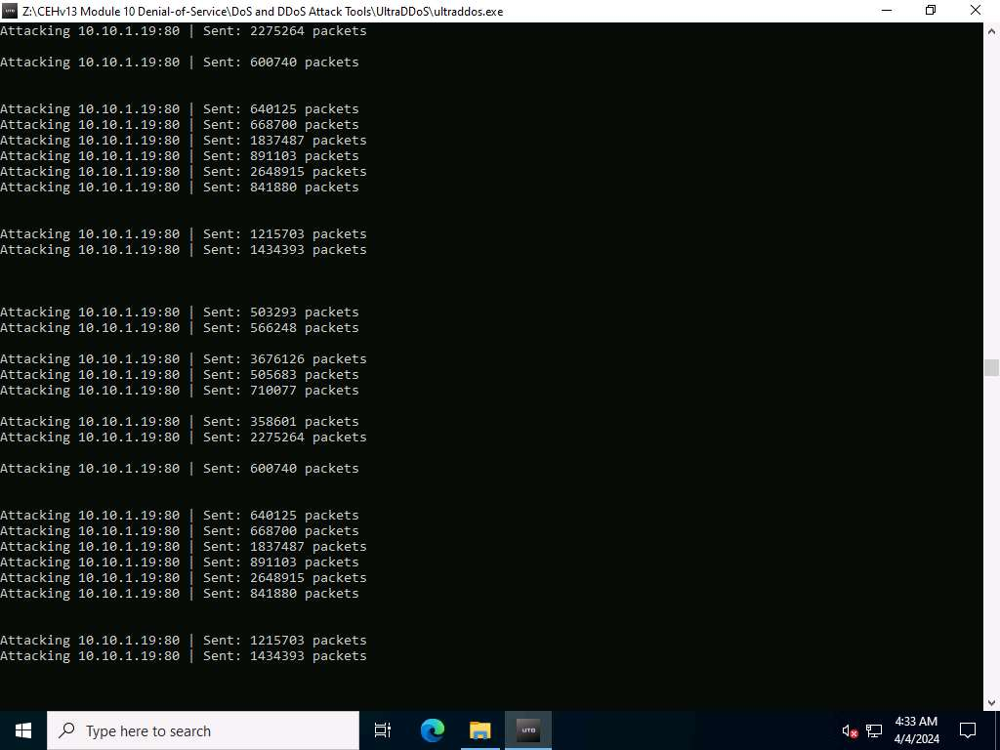 Z:\CEHv13 Module 10 Denial-of-Service\DoS and DDoS Attack Tools\UltraDDoS\ultraddos.exe
Attacking 10.10.1.19:80 | Sent: 2275264 packets
Attacking 10.10.1.19:80 | Sent: 600740 packets
Attacking 10.10.1.19:80 | Sent: 640125 packets
Attacking 10.10.1.19:80 | Sent: 668700 packets
Attacking 10.10.1.19:80 | Sent: 1837487 packets
Attacking 10.10.1.19:80 | Sent: 891103 packets
Attacking 10.10.1.19:80 | Sent: 2648915 packets
Attacking 10.10.1.19:80 | Sent: 841880 packets
Attacking 10.10.1.19:80 | Sent: 1215703 packets
Attacking 10.10.1.19:80 | Sent: 1434393 packets
Attacking 10.10.1.19:80 | Sent: 503293 packets
Attacking 10.10.1.19:80 | Sent: 566248 packets
Attacking 10.10.1.19:80 | Sent: 3676126 packets
Attacking 10.10.1.19:80 | Sent: 505683 packets
Attacking 10.10.1.19:80 | Sent: 710077 packets
Attacking 10.10.1.19:80 | Sent: 358601 packets
Attacking 10.10.1.19:80 | Sent: 2275264 packets
Attacking 10.10.1.19:80 | Sent: 600740 packets
Attacking 10.10.1.19:80 | Sent: 640125 packets
Attacking 10.10.1.19:80 | Sent: 668700 packets
Attacking 10.10.1.19:80 | Sent: 1837487 packets
Attacking 10.10.1.19:80 | Sent: 891103 packets
Attacking 10.10.1.19:80 | Sent: 2648915 packets
Attacking 10.10.1.19:80 | Sent: 841880 packets
Attacking 10.10.1.19:80 | Sent: 1215703 packets
Attacking 10.10.1.19:80 | Sent: 1434393 packets
Type here to search
4:33 AM
4/4/2024